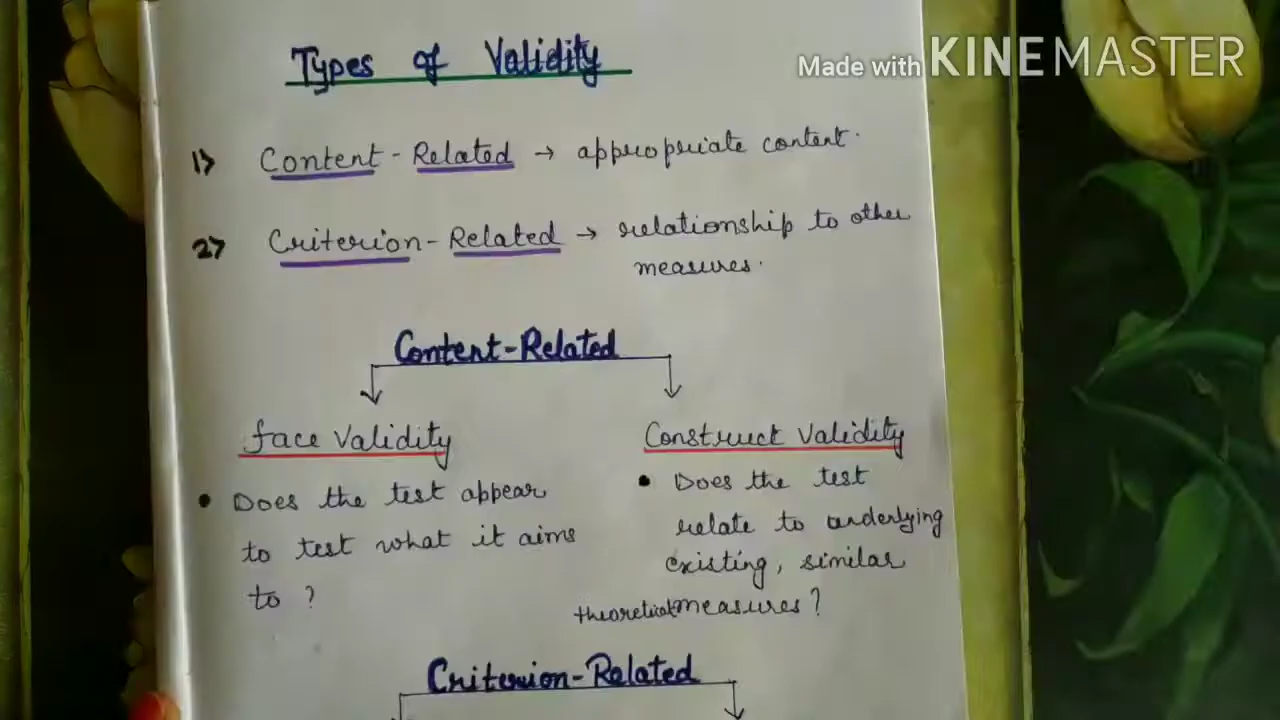 Made with KINEMASTER
Types of Validity
1) Content-Related → appropriate content.
2) Criterion-Related → relationship to other
measures.
Content-Related
face Validity
• Does the test appear
to test what it aims
to ?
Construct Validity
• Does the test
relate to underlying
existing, similar
theoretical measures?
Criterion-Related